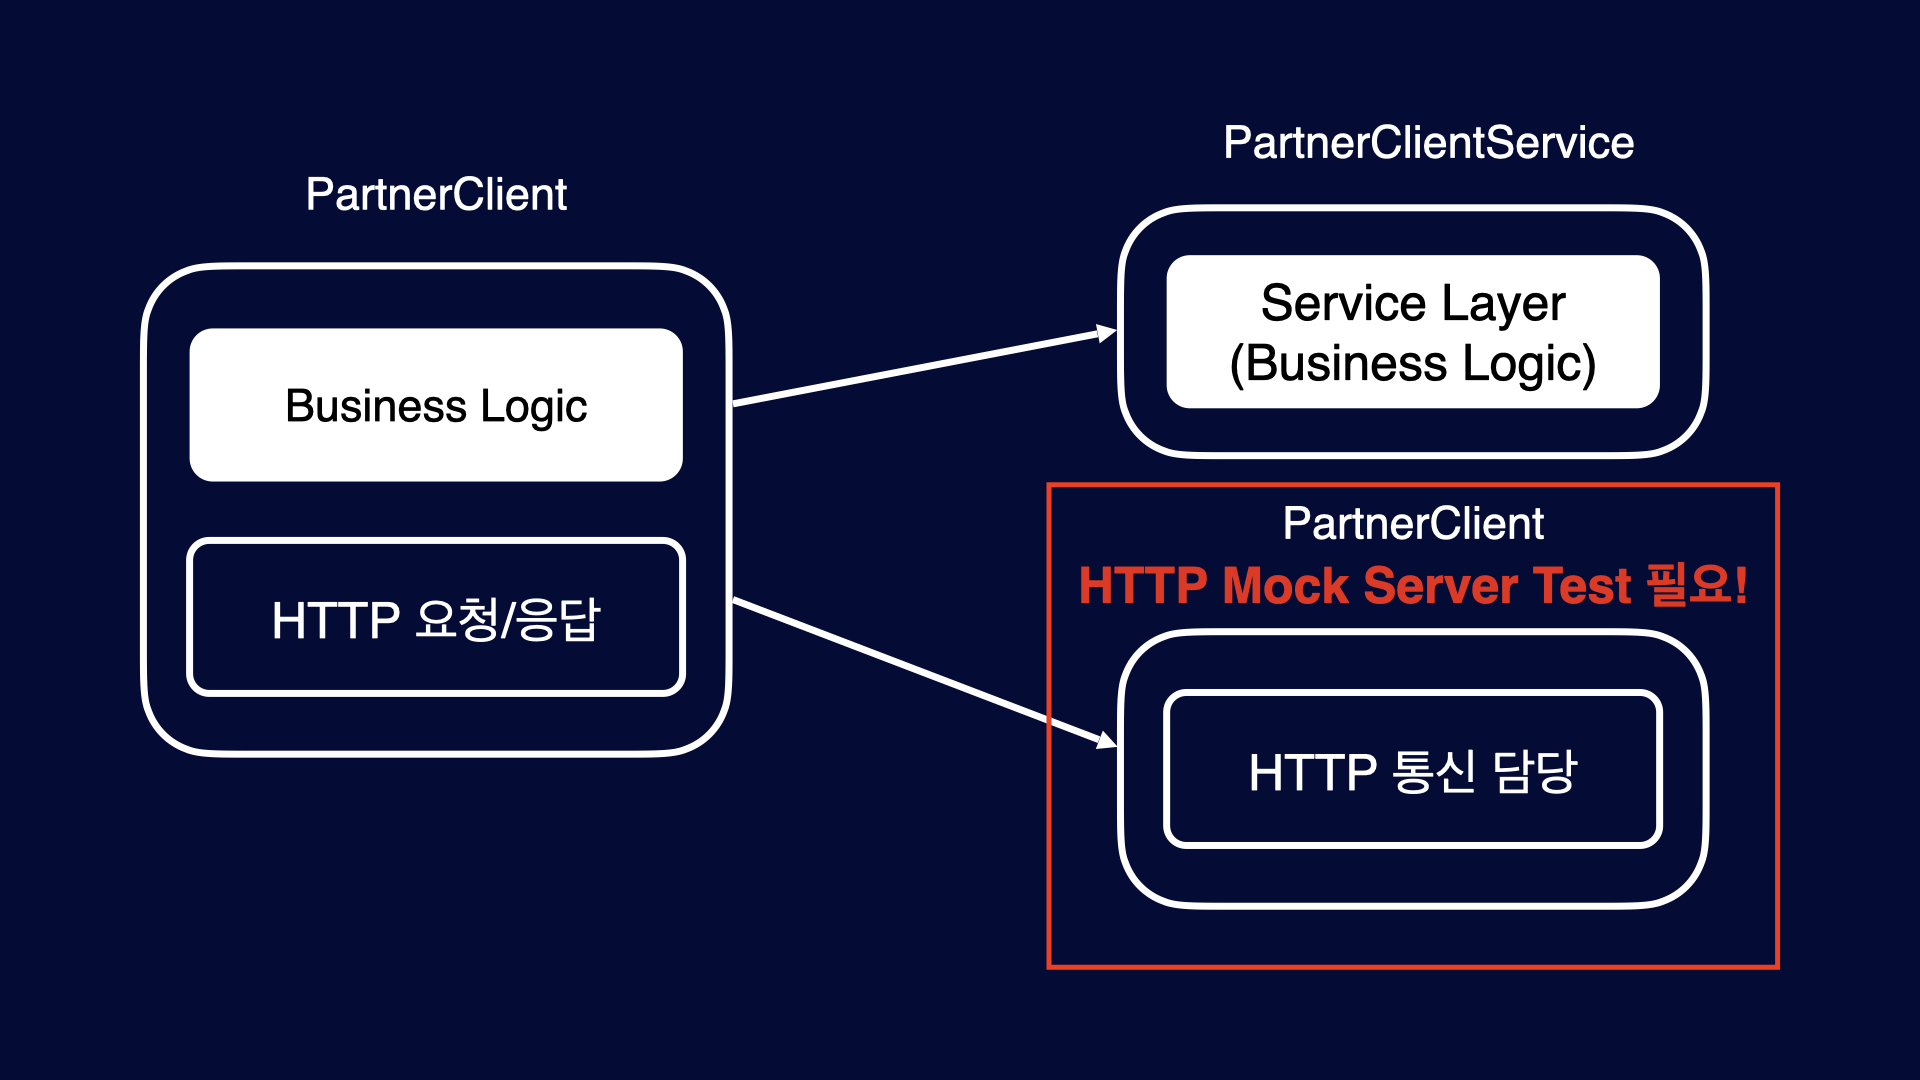 PartnerClient
Business Logic
HTTP 요청/응답
PartnerClientService
Service Layer
(Business Logic)
PartnerClient
HTTP Mock Server Test 필요!
HTTP 통신 담당